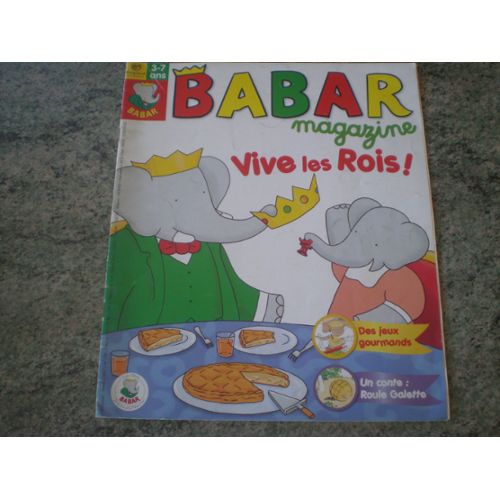 3-7
ans
BABAR
BABAR
magazine
Vive les Rois!
Des jeux
gourmands
Un conte :
Roule Galette
BABAR